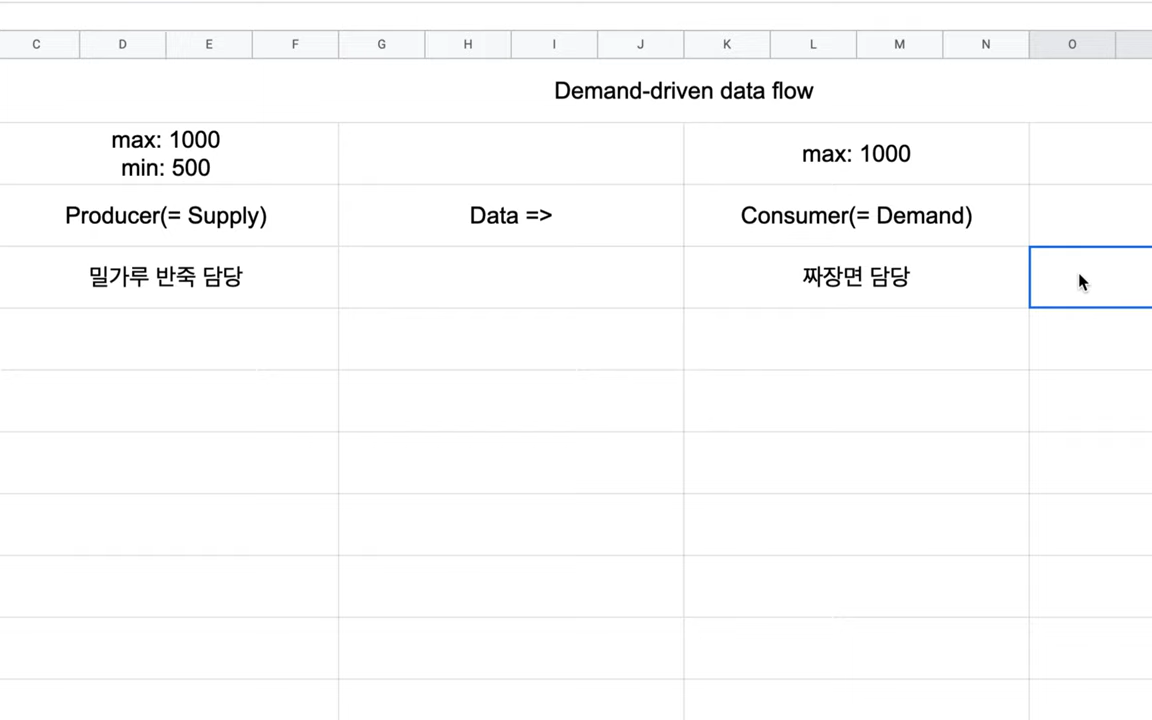 C D E F G H I J K L M N O
Demand-driven data flow
max: 1000
min: 500
max: 1000
Producer(= Supply) Data => Consumer(= Demand)
밀가루 반죽 담당 짜장면 담당